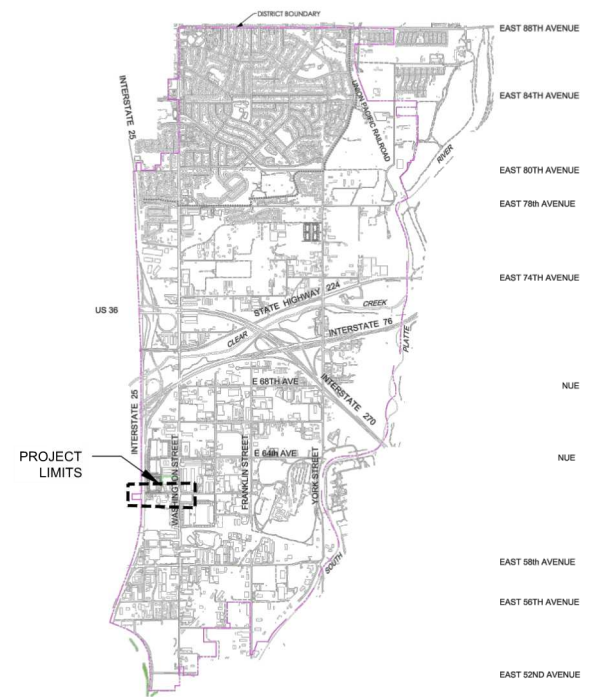 DISTRICT BOUNDARY
EAST 88TH AVENUE
INTERSTATE 25
UNION PACIFIC RAILROAD
EAST 84TH AVENUE
RIVER
EAST 80TH AVENUE
EAST 78th AVENUE
EAST 74TH AVENUE
STATE HIGHWAY 224
US 36
CREEK
CLEAR
INTERSTATE 76
PLATTE
E 68TH AVE
INTERSTATE 270
NUE
INTERSTATE 25
WASHINGTON STREET
FRANKLIN STREET
YORK STREET
E 64th AVE
NUE
PROJECT
LIMITS
SOUTH
EAST 58th AVENUE
EAST 56TH AVENUE
EAST 52ND AVENUE